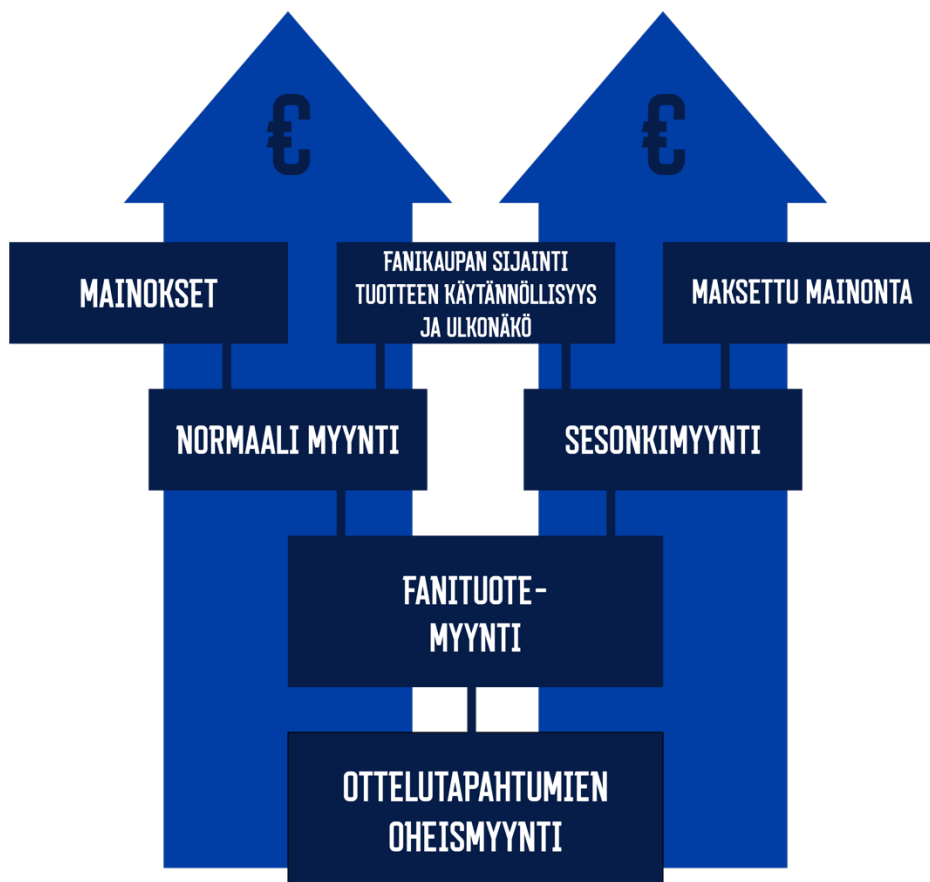 €
€
MAINOKSET
FANIKAUPAN SIJAINTI
TUOTTEEN KÄYTÄNNÖLLISYYS
JA ULKONÄKÖ
MAKSETTU MAINONTA
NORMAALI MYYNTI
SESONKIMYYNTI
FANITUOTE-
MYYNTI
OTTELUTAPAHTUMIEN
OHEISMYYNTI